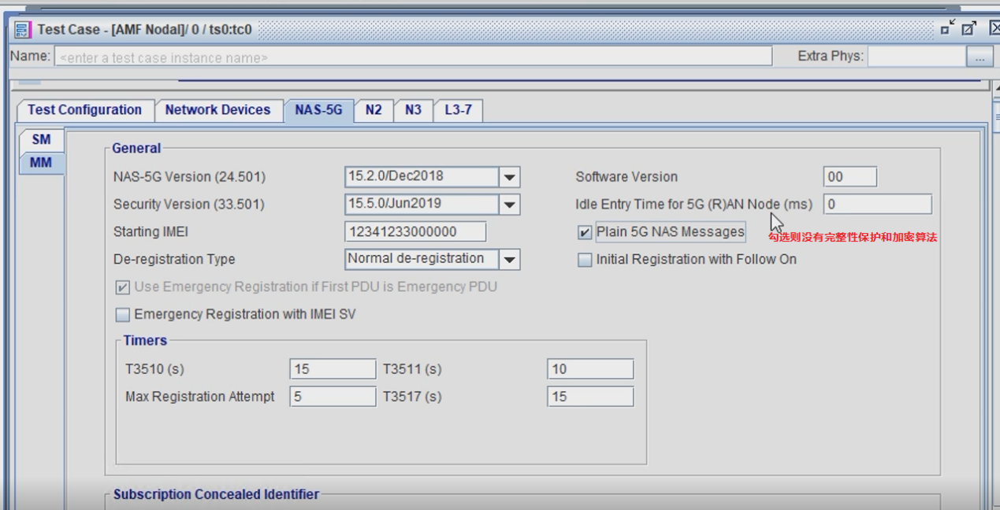 Test Case - [AMF Nodal]/ 0 / ts0:tc0
Name: <enter a test case instance name> Extra Phys: ...
Test Configuration Network Devices NAS-5G N2 N3 L3-7
SM
MM
General
NAS-5G Version (24.501) 15.2.0/Dec2018 Software Version 00
Security Version (33.501) 15.5.0/Jun2019 Idle Entry Time for 5G (R)AN Node (ms) 0
Starting IMEI 12341233000000 Plain 5G NAS Messages 勾选则没有完整性保护和加密算法
De-registration Type Normal de-registration Initial Registration with Follow On
Use Emergency Registration if First PDU is Emergency PDU
Emergency Registration with IMEI SV
Timers
T3510 (s) 15 T3511 (s) 10
Max Registration Attempt 5 T3517 (s) 15
Subscription Concealed Identifier